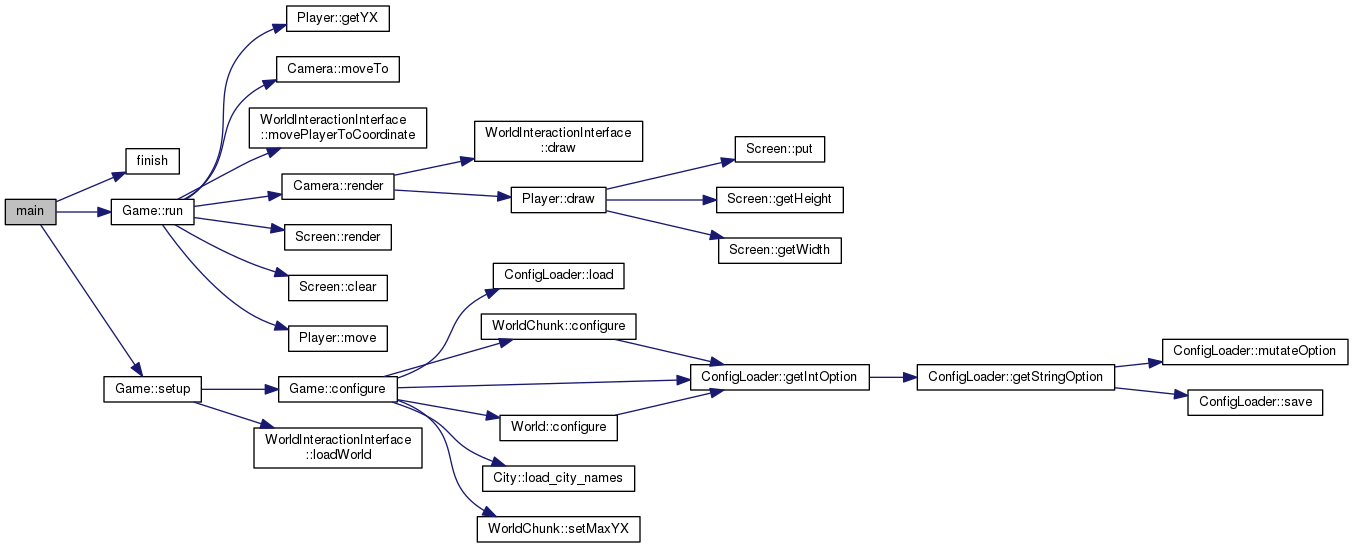 Player::getYX
Camera::moveTo
WorldInteractionInterface
::movePlayerToCoordinate
WorldInteractionInterface
::draw
Screen::put
finish
Camera::render
Player::draw
Screen::getHeight
main
Game::run
Screen::render
Screen::getWidth
Screen::clear
ConfigLoader::load
Player::move
WorldChunk::configure
ConfigLoader::mutateOption
Game::setup
Game::configure
ConfigLoader::getIntOption
ConfigLoader::getStringOption
ConfigLoader::save
World::configure
WorldInteractionInterface
::loadWorld
City::load_city_names
WorldChunk::setMaxYX